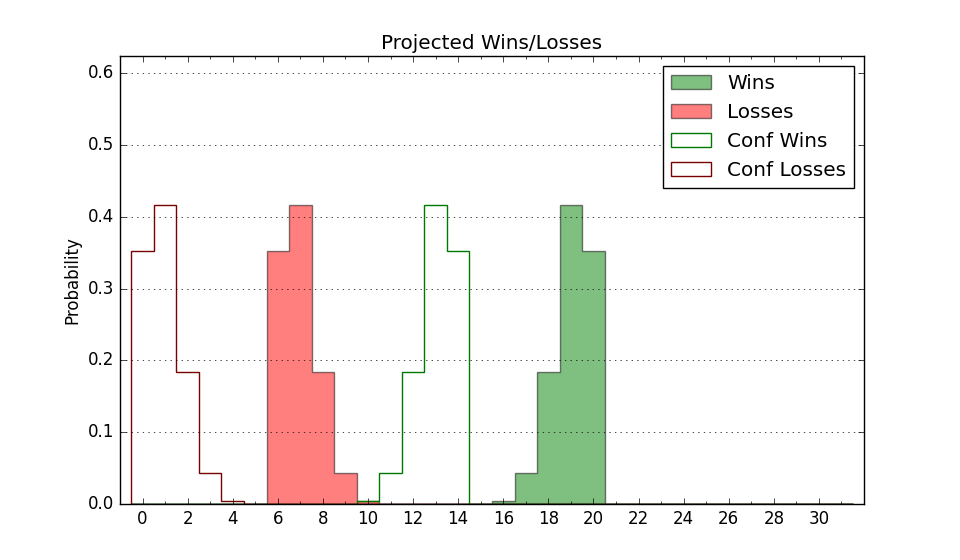 Projected Wins/Losses
Wins
Losses
Conf Wins
Conf Losses
Probability
0.6
0.5
0.4
0.3
0.2
0.1
0.0
0 2 4 6 8 10 12 14 16 18 20 22 24 26 28 30